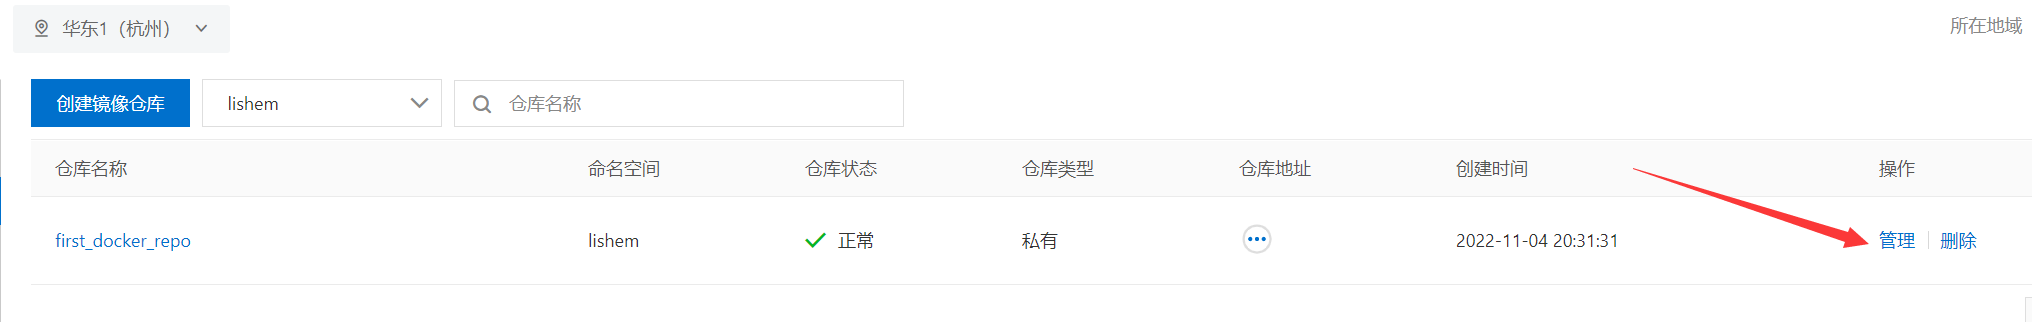 华东1（杭州）
所在地域
创建镜像仓库 lishem 仓库名称
仓库名称 命名空间 仓库状态 仓库类型 仓库地址 创建时间 操作
first_docker_repo lishem 正常 私有 2022-11-04 20:31:31 管理 删除